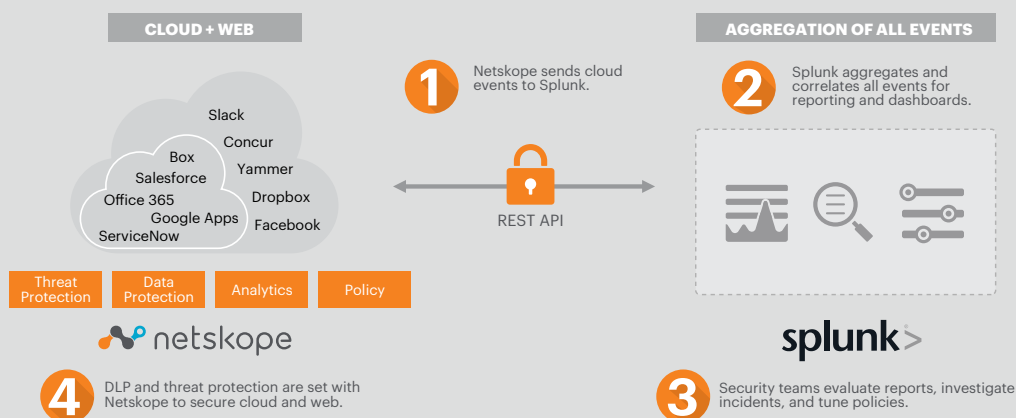 CLOUD + WEB
AGGREGATION OF ALL EVENTS
1
Netskope sends cloud
events to Splunk.
2
Splunk aggregates and
correlates all events for
reporting and dashboards.
Slack
Concur
Box
Yammer
Salesforce
Office 365
Dropbox
Google Apps
Facebook
ServiceNow
REST API
Threat
Protection
Data
Protection
Analytics
Policy
netskope
splunk>
4
DLP and threat protection are set with
Netskope to secure cloud and web.
3
Security teams evaluate reports, investigate
incidents, and tune policies.